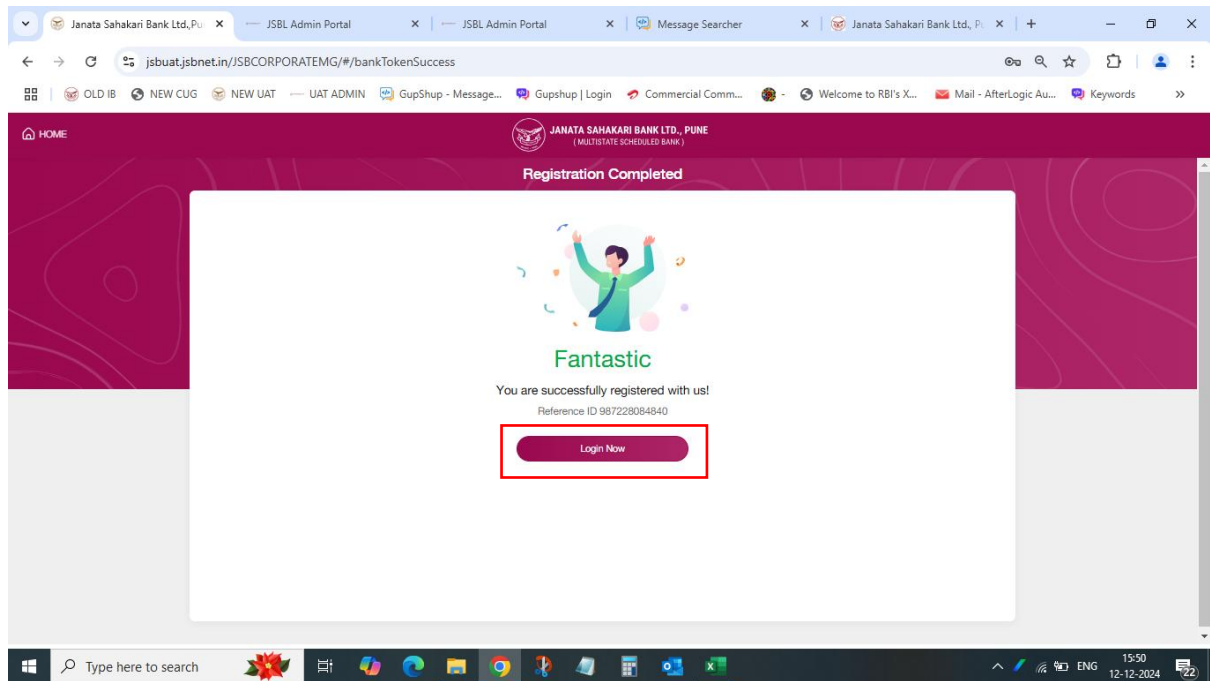 Janata Sahakari Bank Ltd.,Pu
JSBL Admin Portal
JSBL Admin Portal
Message Searcher
Janata Sahakari Bank Ltd., P
jsbuat.jsbnet.in/JSBCORPORATEMG/#/bankTokenSuccess
OLD IB
NEW CUG
NEW UAT
UAT ADMIN
GupShup - Message...
Gupshup | Login
Commercial Comm...
-
Welcome to RBI's X...
Mail - AfterLogic Au...
Keywords
HOME
JANATA SAHAKARI BANK LTD., PUNE
( MULTISTATE SCHEDULED BANK )
Registration Completed
Fantastic
You are successfully registered with us!
Reference ID 987228084840
Login Now
Type here to search
ENG
15:50
12-12-2024
22